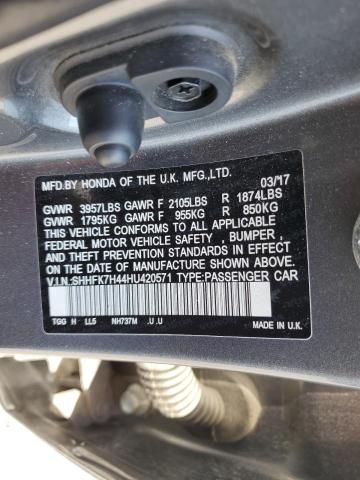 MFD.BY HONDA OF THE U.K. MFG.,LTD. 03/17
GVWR 3957LBS GAWR F 2105LBS R 1874LBS
GVWR 1795KG GAWR F 955KG R 850KG
THIS VEHICLE CONFORMS TO ALL APPLICABLE
FEDERAL MOTOR VEHICLE SAFETY, BUMPER,
AND THEFT PREVENTION STANDARDS IN EFFECT
ON THE DATE OF MANUFACTURE SHOWN ABOVE.
V.I.N.:SHHFK7H44HU420571 TYPE:PASSENGER CAR
TGG H LL5 NH737M .U.U MADE IN U.K.